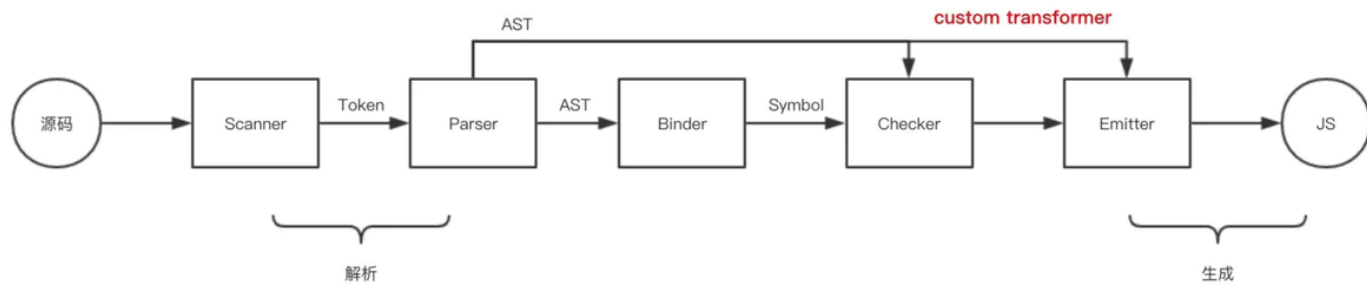 AST
custom transformer
源码
Scanner
Token
Parser
AST
Binder
Symbol
Checker
Emitter
JS
解析
生成